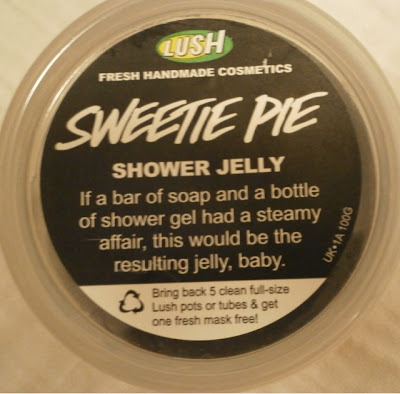 LUSH
FRESH HANDMADE COSMETICS
SWEETIE PIE
SHOWER JELLY
If a bar of soap and a bottle
of shower gel had a steamy
affair, this would be the
resulting jelly, baby.
UK•1A 100G
Bring back 5 clean full-size
Lush pots or tubes & get
one fresh mask free!